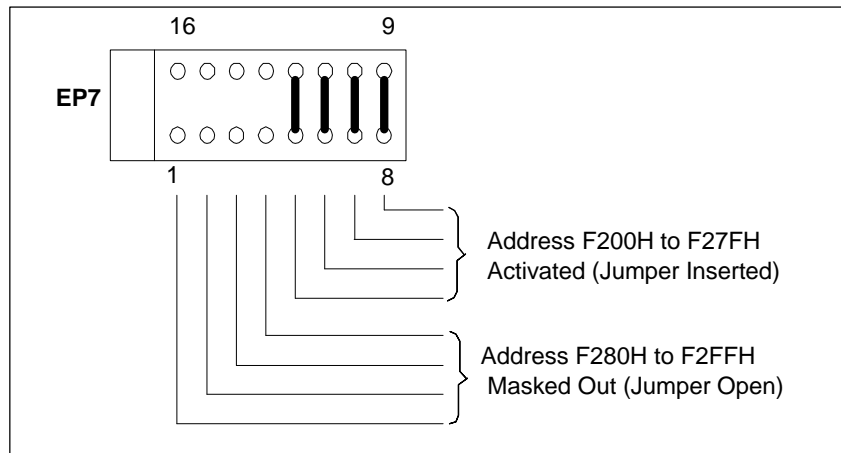 16 9
EP7
1 8
Address F200H to F27FH
Activated (Jumper Inserted)
Address F280H to F2FFH
Masked Out (Jumper Open)